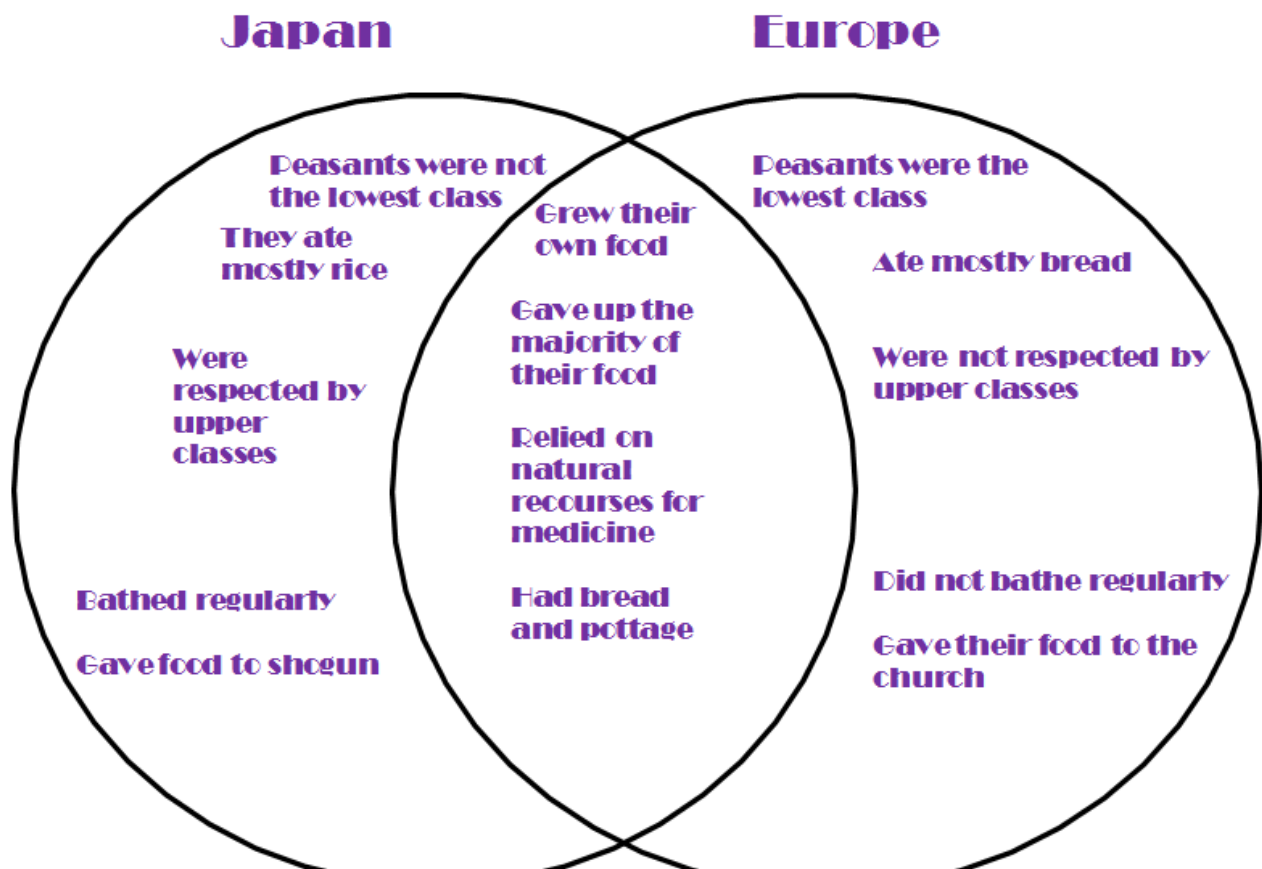 Japan
Europe
Peasants were not
the lowest class
They ate
mostly rice
Were
respected by
upper
classes
Bathed regularly
Gave food to shogun
Grew their
own food
Gave up the
majority of
their food
Relied on
natural
recourses for
medicine
Had bread
and pottage
Peasants were the
lowest class
Ate mostly bread
Were not respected by
upper classes
Did not bathe regularly
Gave their food to the
church